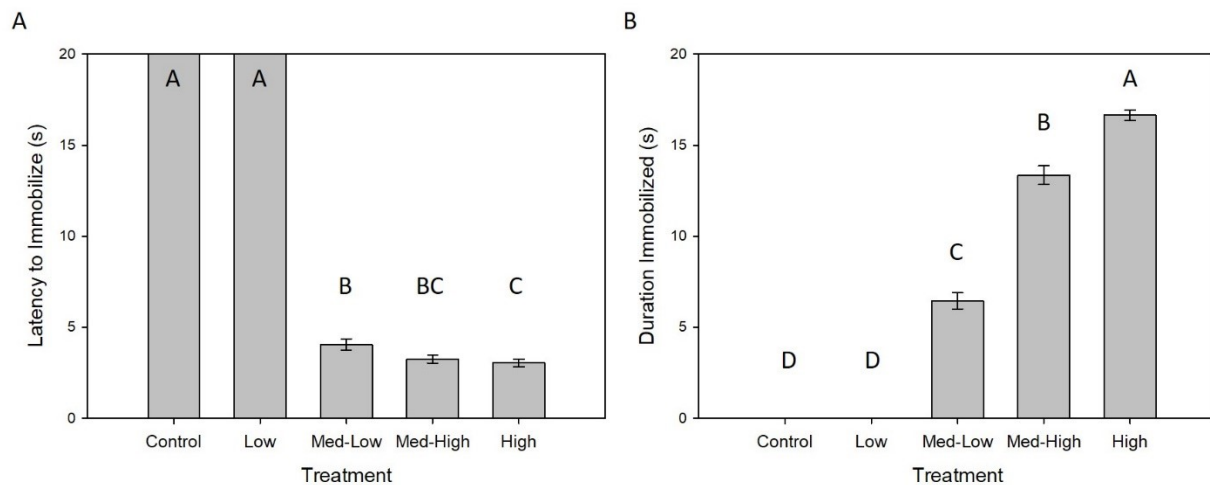 A
Latency to Immobilize (s)
20
15
10
5
0
A
A
B
BC
C
Control
Low
Med-Low
Med-High
High
Treatment
B
Duration Immobilized (s)
20
15
10
5
0
D
D
C
B
A
Control
Low
Med-Low
Med-High
High
Treatment